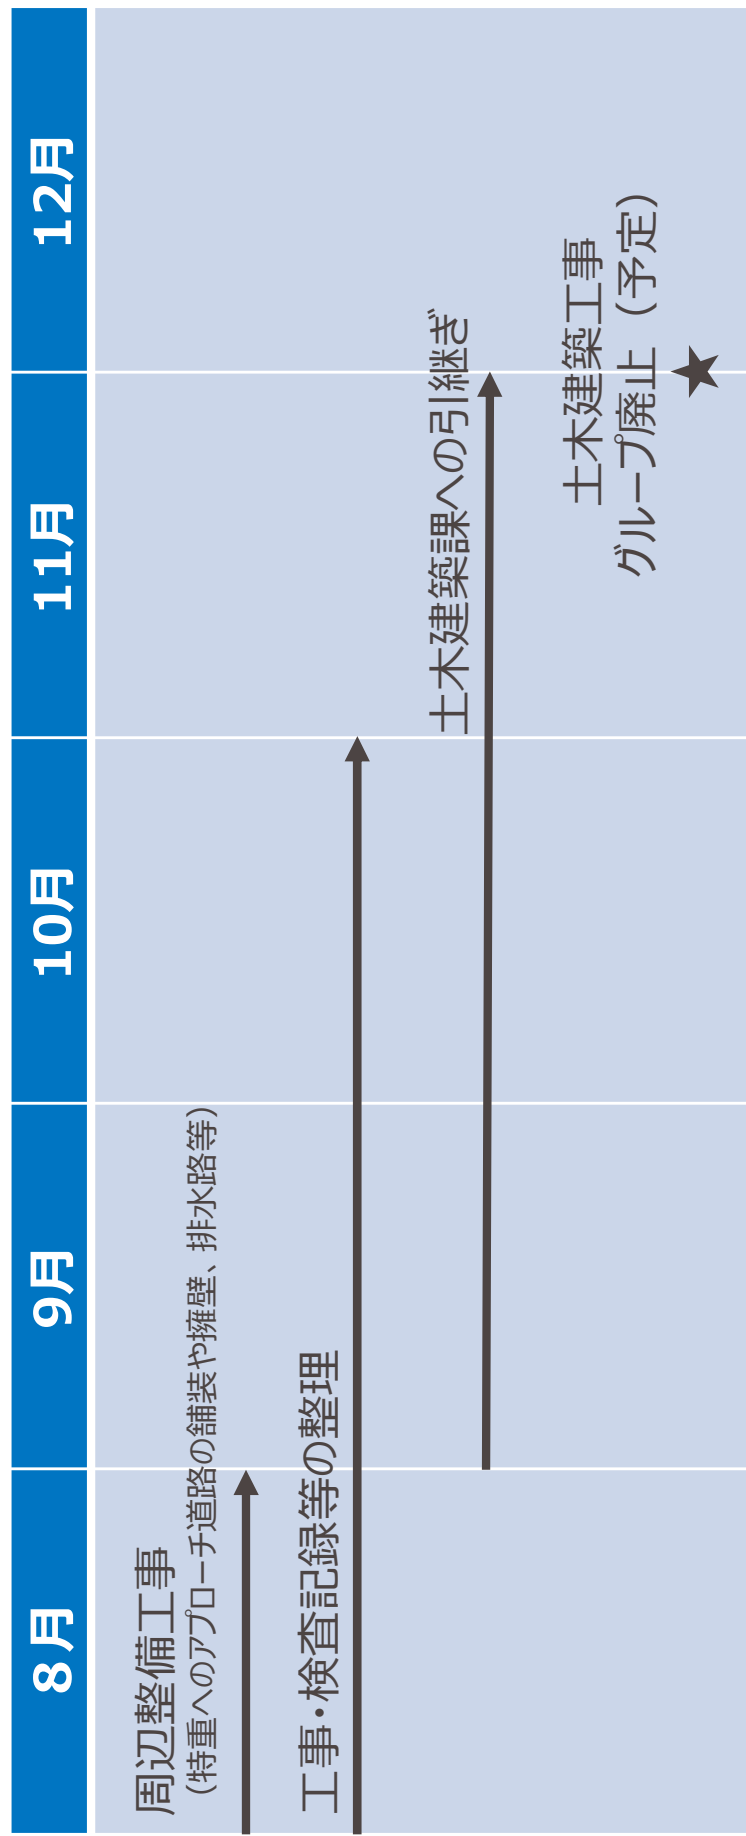 8月
9月
10月
11月
12月
周辺整備工事
（特重へのアプローチ道路の舗装や擁壁、排水路等）
工事・検査記録等の整理
土木建築課への引継ぎ
土木建築工事
グループ廃止（予定）